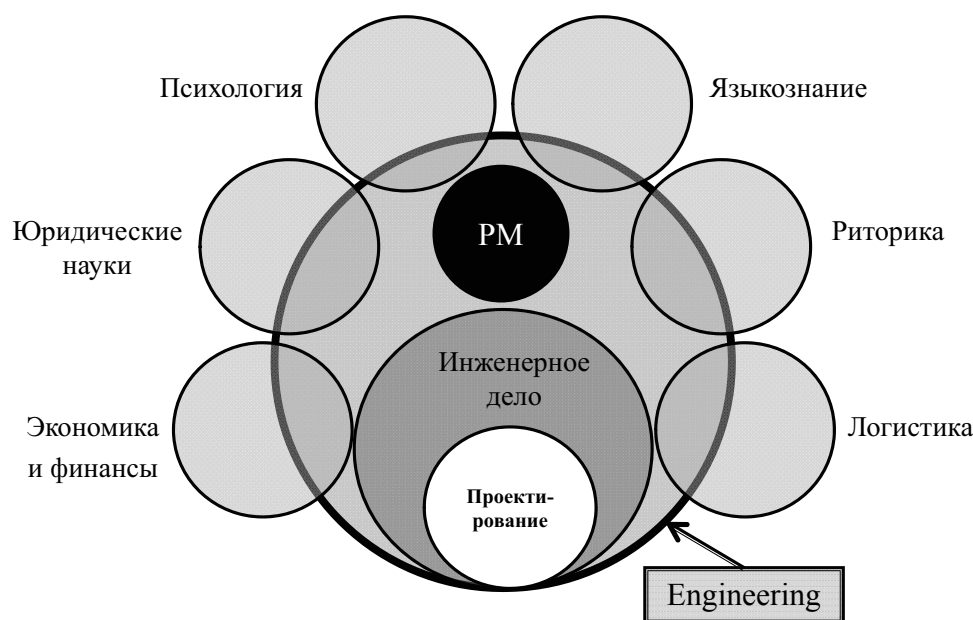 Психология
Языкознание
Юридические
науки
PM
Риторика
Инженерное
дело
Экономика
и финансы
Логистика
Проекти-
рование
Engineering